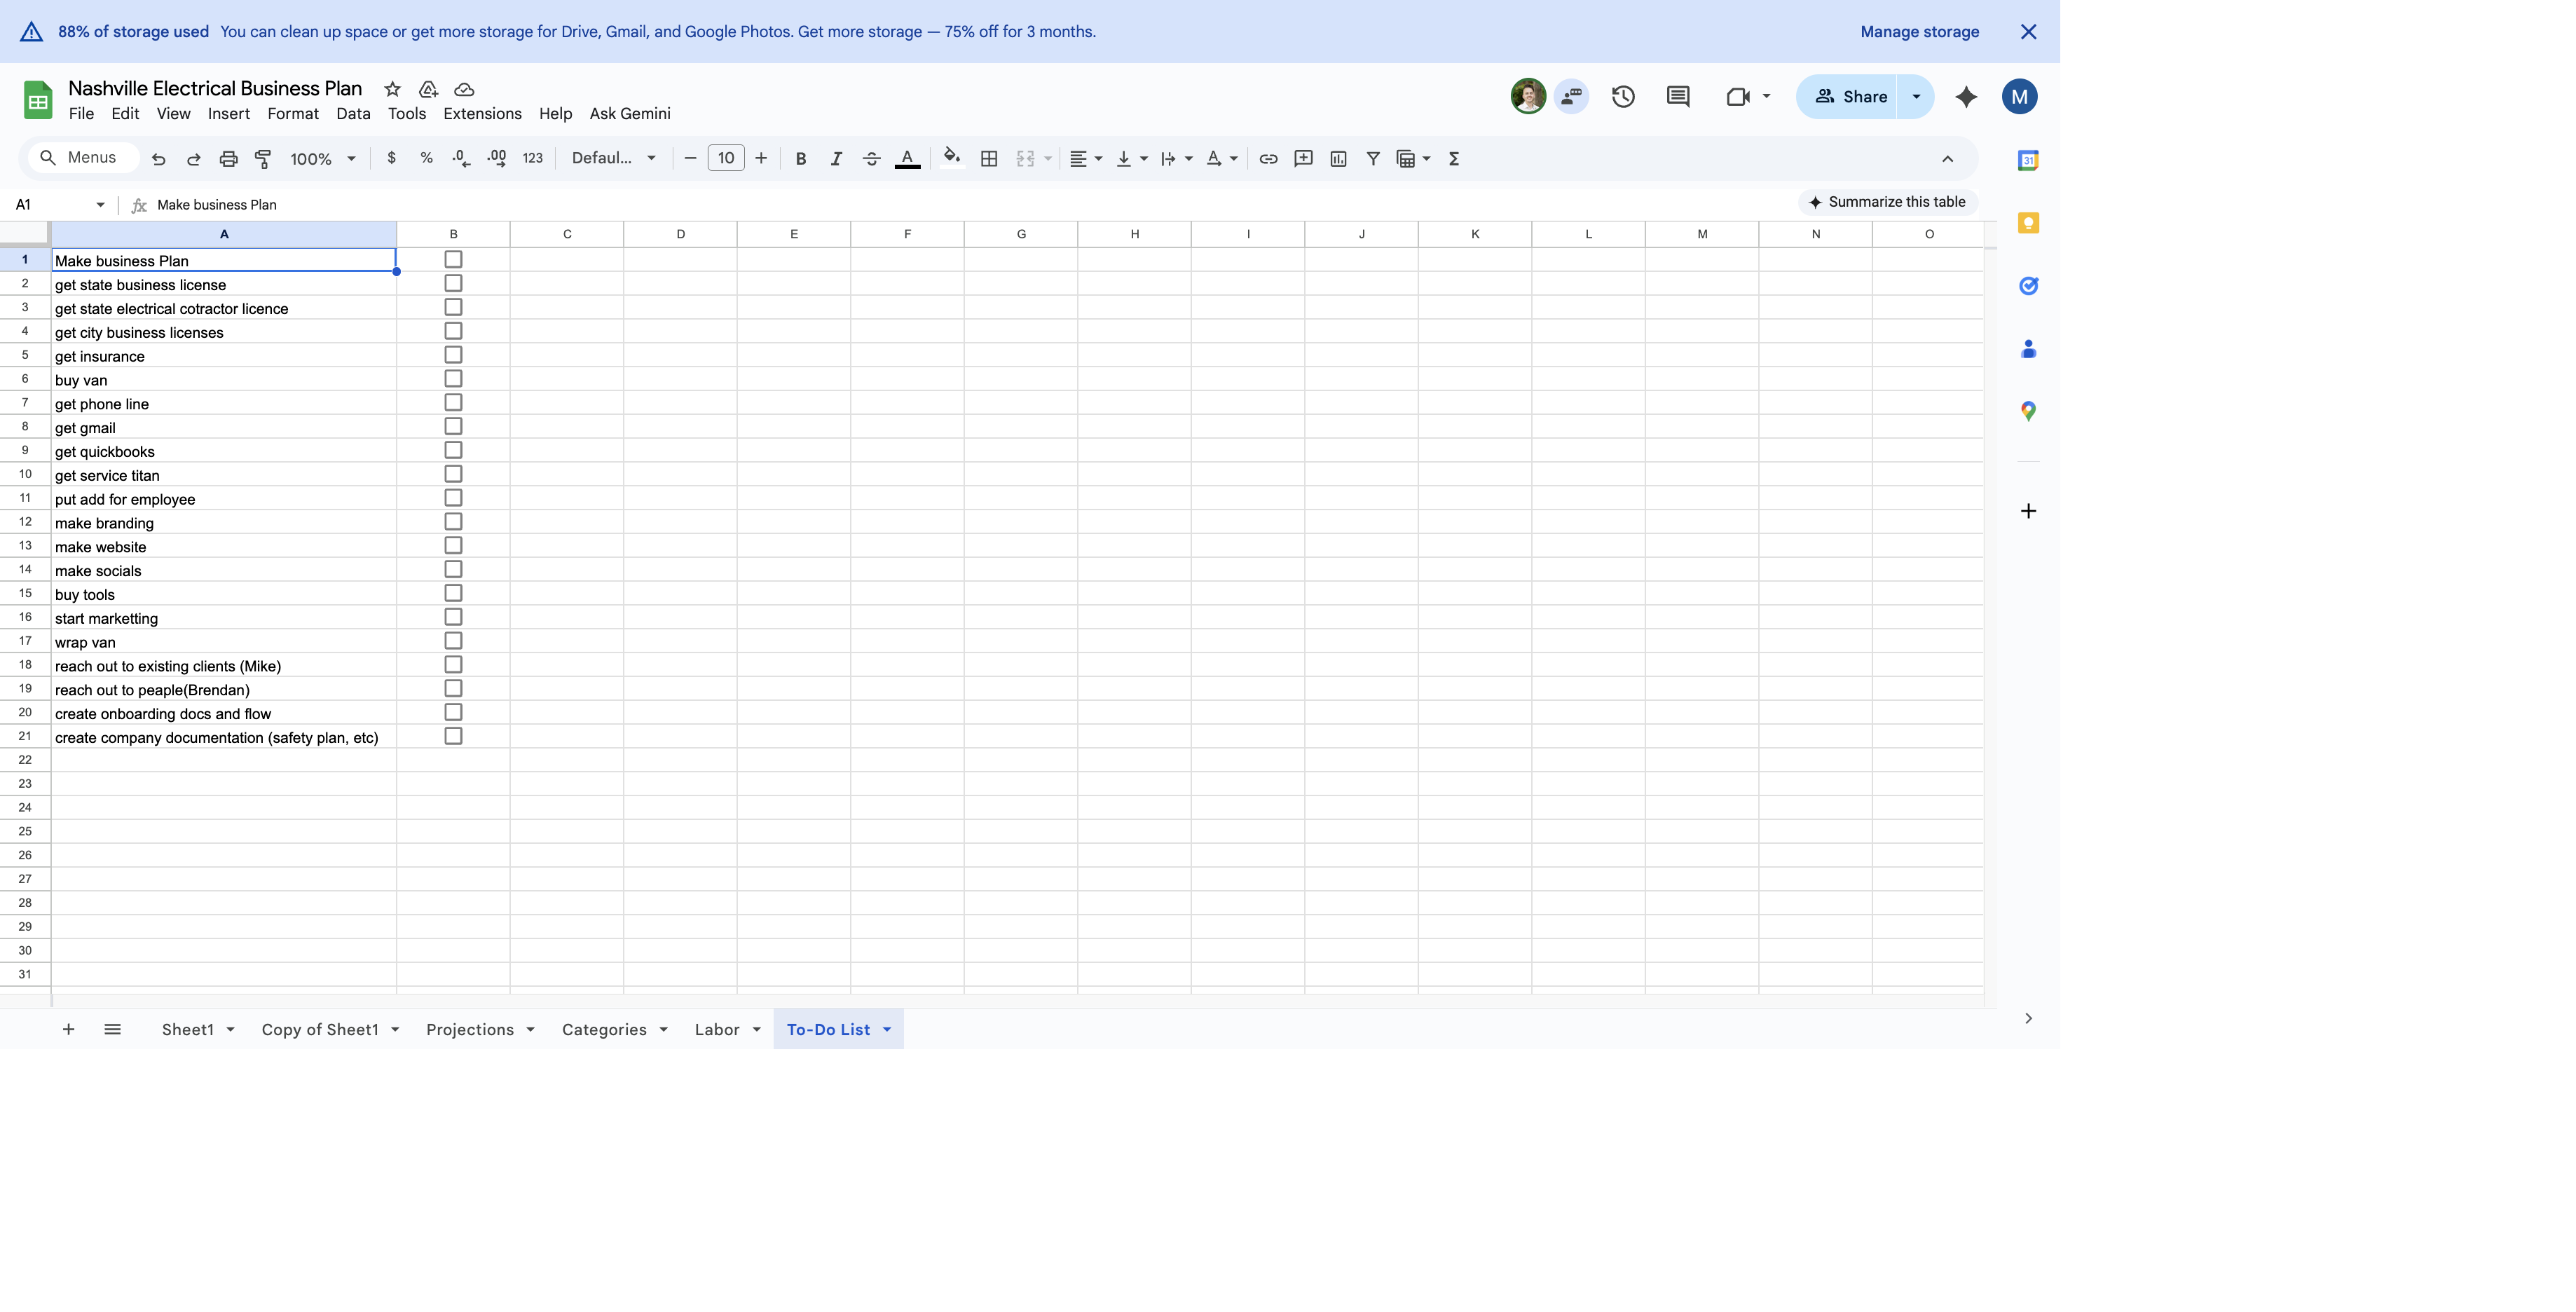 88% of storage used You can clean up space or get more storage for Drive, Gmail, and Google Photos. Get more storage — 75% off for 3 months. Manage storage
Nashville Electrical Business Plan
File Edit View Insert Format Data Tools Extensions Help Ask Gemini
Share M
Menus 100% $ % .0 .00 123 Defaul... 10 B I S A Σ
31
A1 fx Make business Plan Summarize this table
A B C D E F G H I J K L M N O
1 Make business Plan
2 get state business license
3 get state electrical cotractor licence
4 get city business licenses
5 get insurance
6 buy van
7 get phone line
8 get gmail
9 get quickbooks
10 get service titan
11 put add for employee
12 make branding
13 make website
14 make socials
15 buy tools
16 start marketting
17 wrap van
18 reach out to existing clients (Mike)
19 reach out to peaple(Brendan)
20 create onboarding docs and flow
21 create company documentation (safety plan, etc)
22
23
24
25
26
27
28
29
30
31
Sheet1 Copy of Sheet1 Projections Categories Labor To-Do List